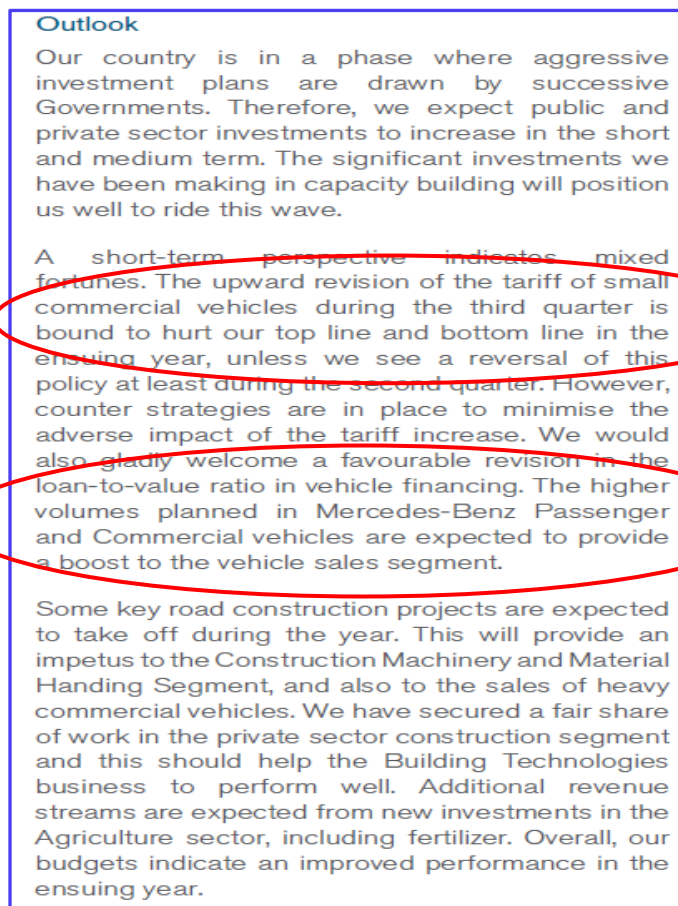 Outlook
Our country is in a phase where aggressive
investment plans are drawn by successive
Governments. Therefore, we expect public and
private sector investments to increase in the short
and medium term. The significant investments we
have been making in capacity building will position
us well to ride this wave.
A short-term perspective indicates mixed
fortunes. The upward revision of the tariff of small
commercial vehicles during the third quarter is
bound to hurt our top line and bottom line in the
ensuing year, unless we see a reversal of this
policy at least during the second quarter. However,
counter strategies are in place to minimise the
adverse impact of the tariff increase. We would
also gladly welcome a favourable revision in the
loan-to-value ratio in vehicle financing. The higher
volumes planned in Mercedes-Benz Passenger
and Commercial vehicles are expected to provide
a boost to the vehicle sales segment.
Some key road construction projects are expected
to take off during the year. This will provide an
impetus to the Construction Machinery and Material
Handing Segment, and also to the sales of heavy
commercial vehicles. We have secured a fair share
of work in the private sector construction segment
and this should help the Building Technologies
business to perform well. Additional revenue
streams are expected from new investments in the
Agriculture sector, including fertilizer. Overall, our
budgets indicate an improved performance in the
ensuing year.